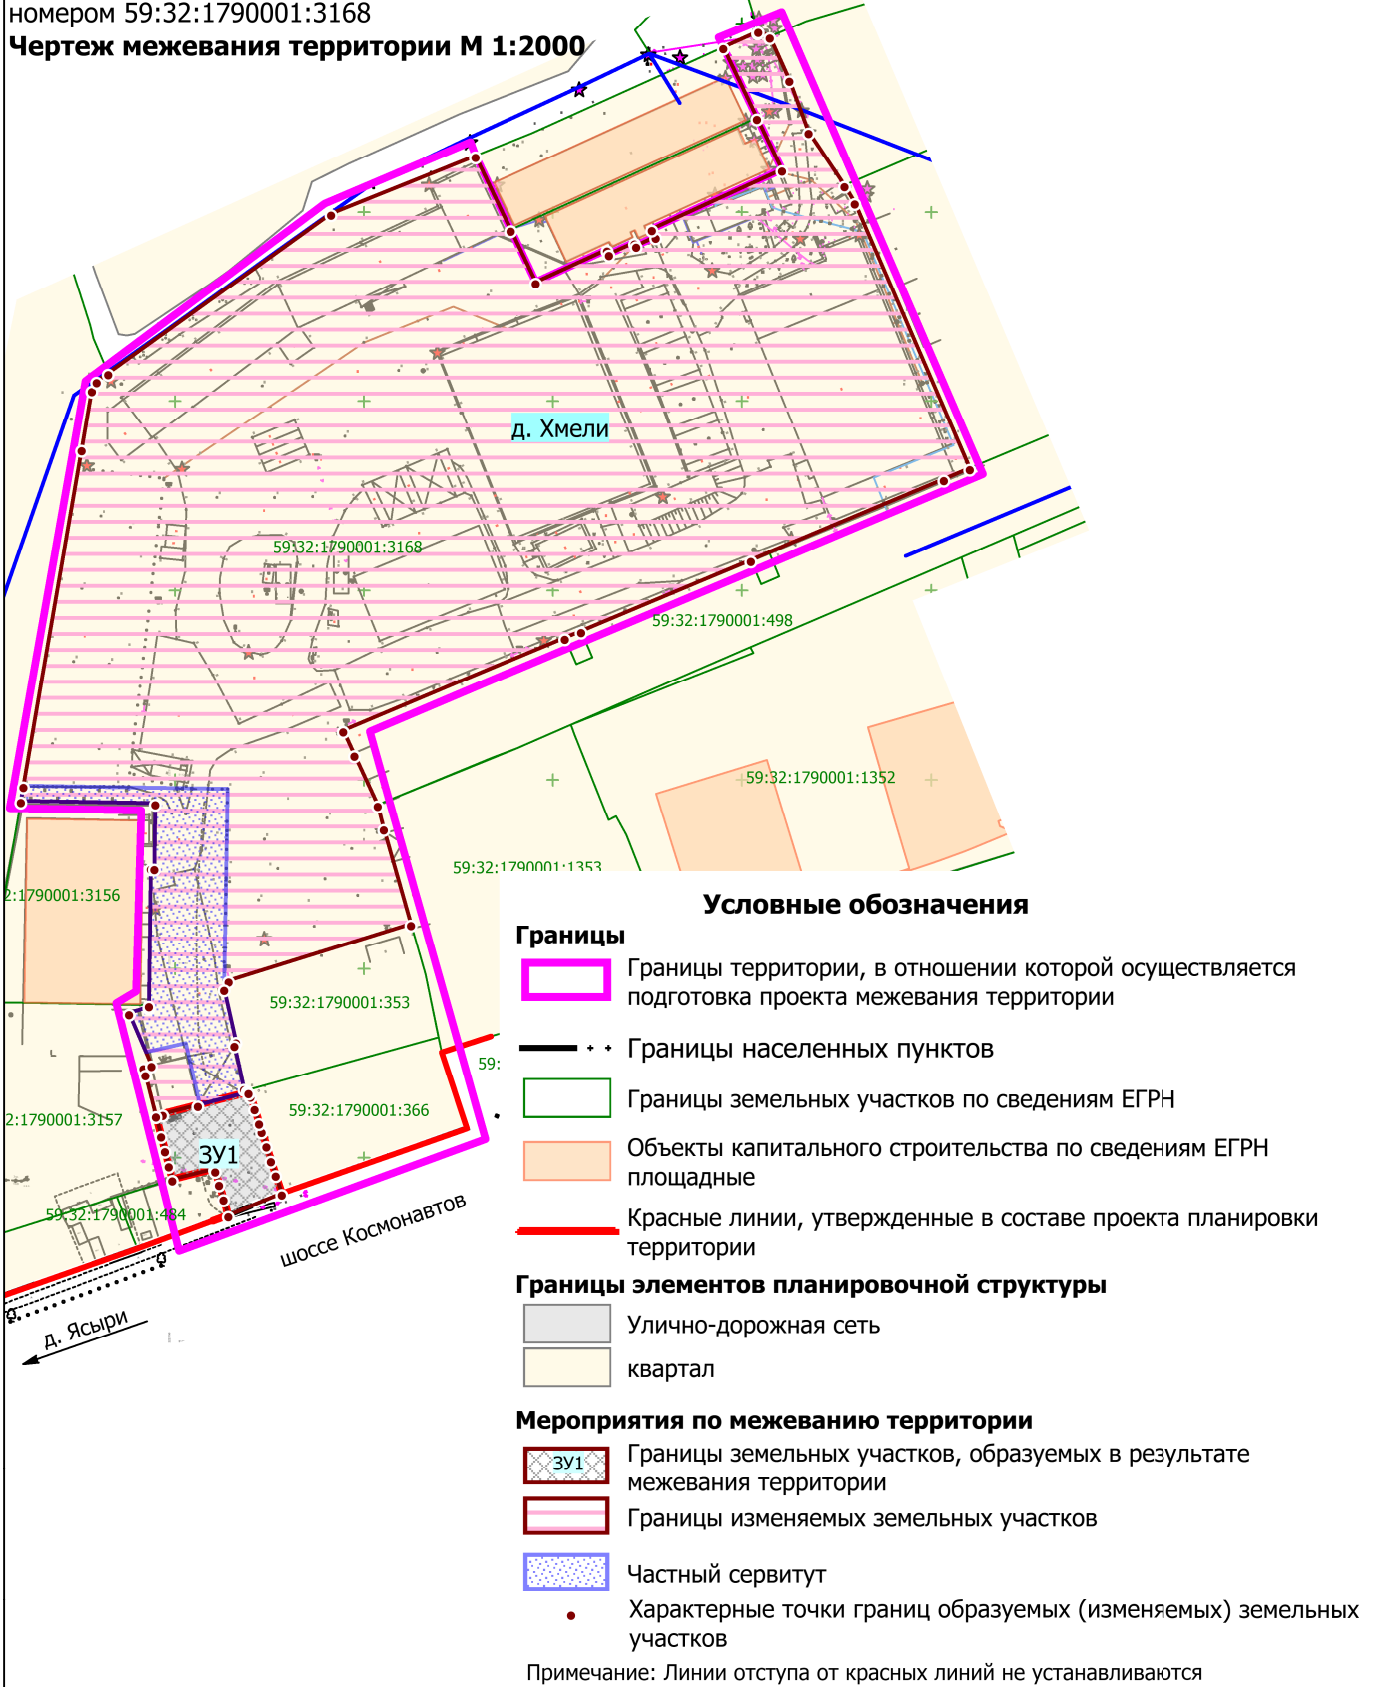 номером 59:32:1790001:3168
Чертеж межевания территории М 1:2000
д. Хмели
59:32:1790001:3168
59:32:1790001:498
59:32:1790001:1352
59:32:1790001:1353
2:1790001:3156
59:32:1790001:353
59:
59:32:1790001:366
2:1790001:3157
ЗУ1
59:32:1790001:484
шоссе Космонавтов
д. Ясыри
Условные обозначения
Границы
Границы территории, в отношении которой осуществляется
подготовка проекта межевания территории
Границы населенных пунктов
Границы земельных участков по сведениям ЕГРН
Объекты капитального строительства по сведениям ЕГРН
площадные
Красные линии, утвержденные в составе проекта планировки
территории
Границы элементов планировочной структуры
Улично-дорожная сеть
квартал
Мероприятия по межеванию территории
ЗУ1
Границы земельных участков, образуемых в результате
межевания территории
Границы изменяемых земельных участков
Частный сервитут
Характерные точки границ образуемых (изменяемых) земельных
участков
Примечание: Линии отступа от красных линий не устанавливаются